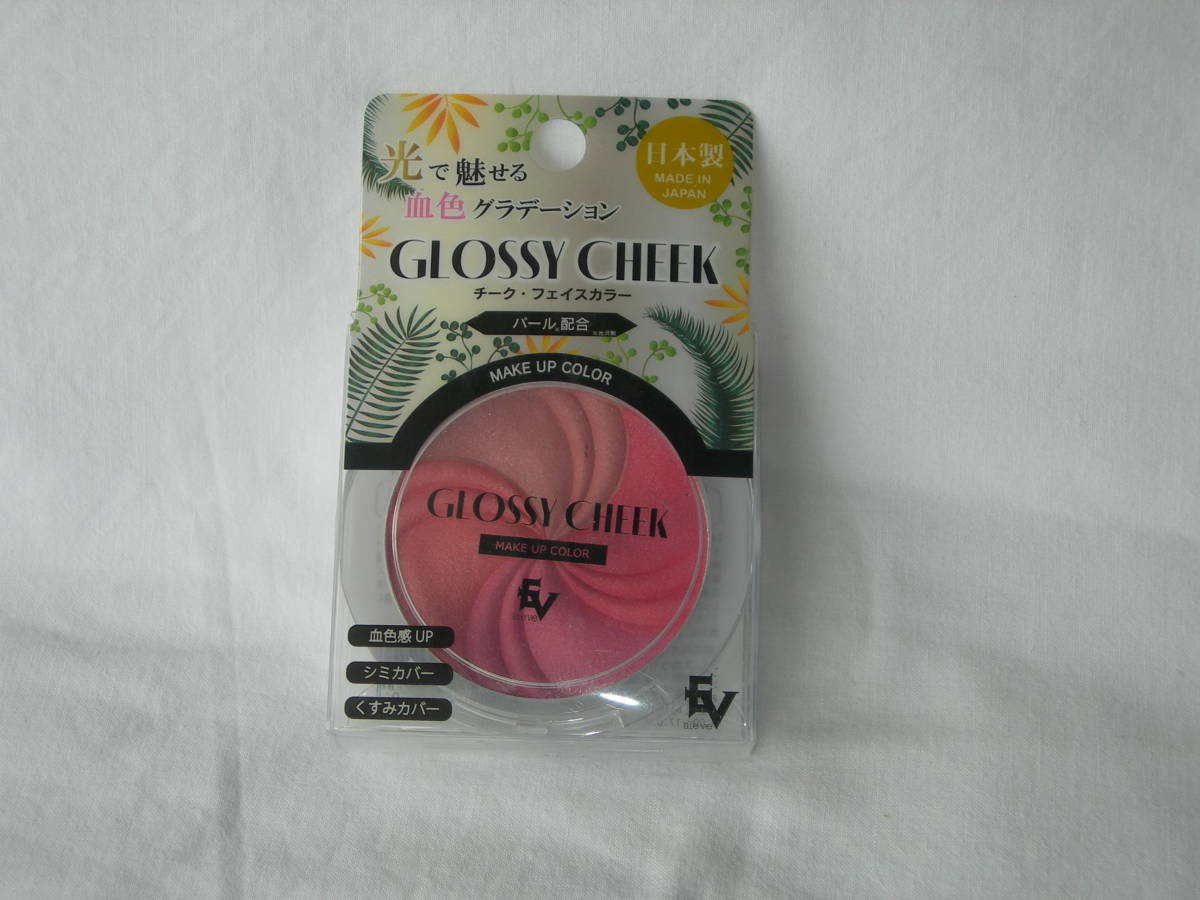 光で魅せる
血色グラデーション
日本製
MADE IN
JAPAN
GLOSSY CHEEK
チーク・フェイスカラー
パール※配合
MAKE UP COLOR
GLOSSY CHEEK
MAKE UP COLOR
EV
血色感UP
シミカバー
くすみカバー
EV